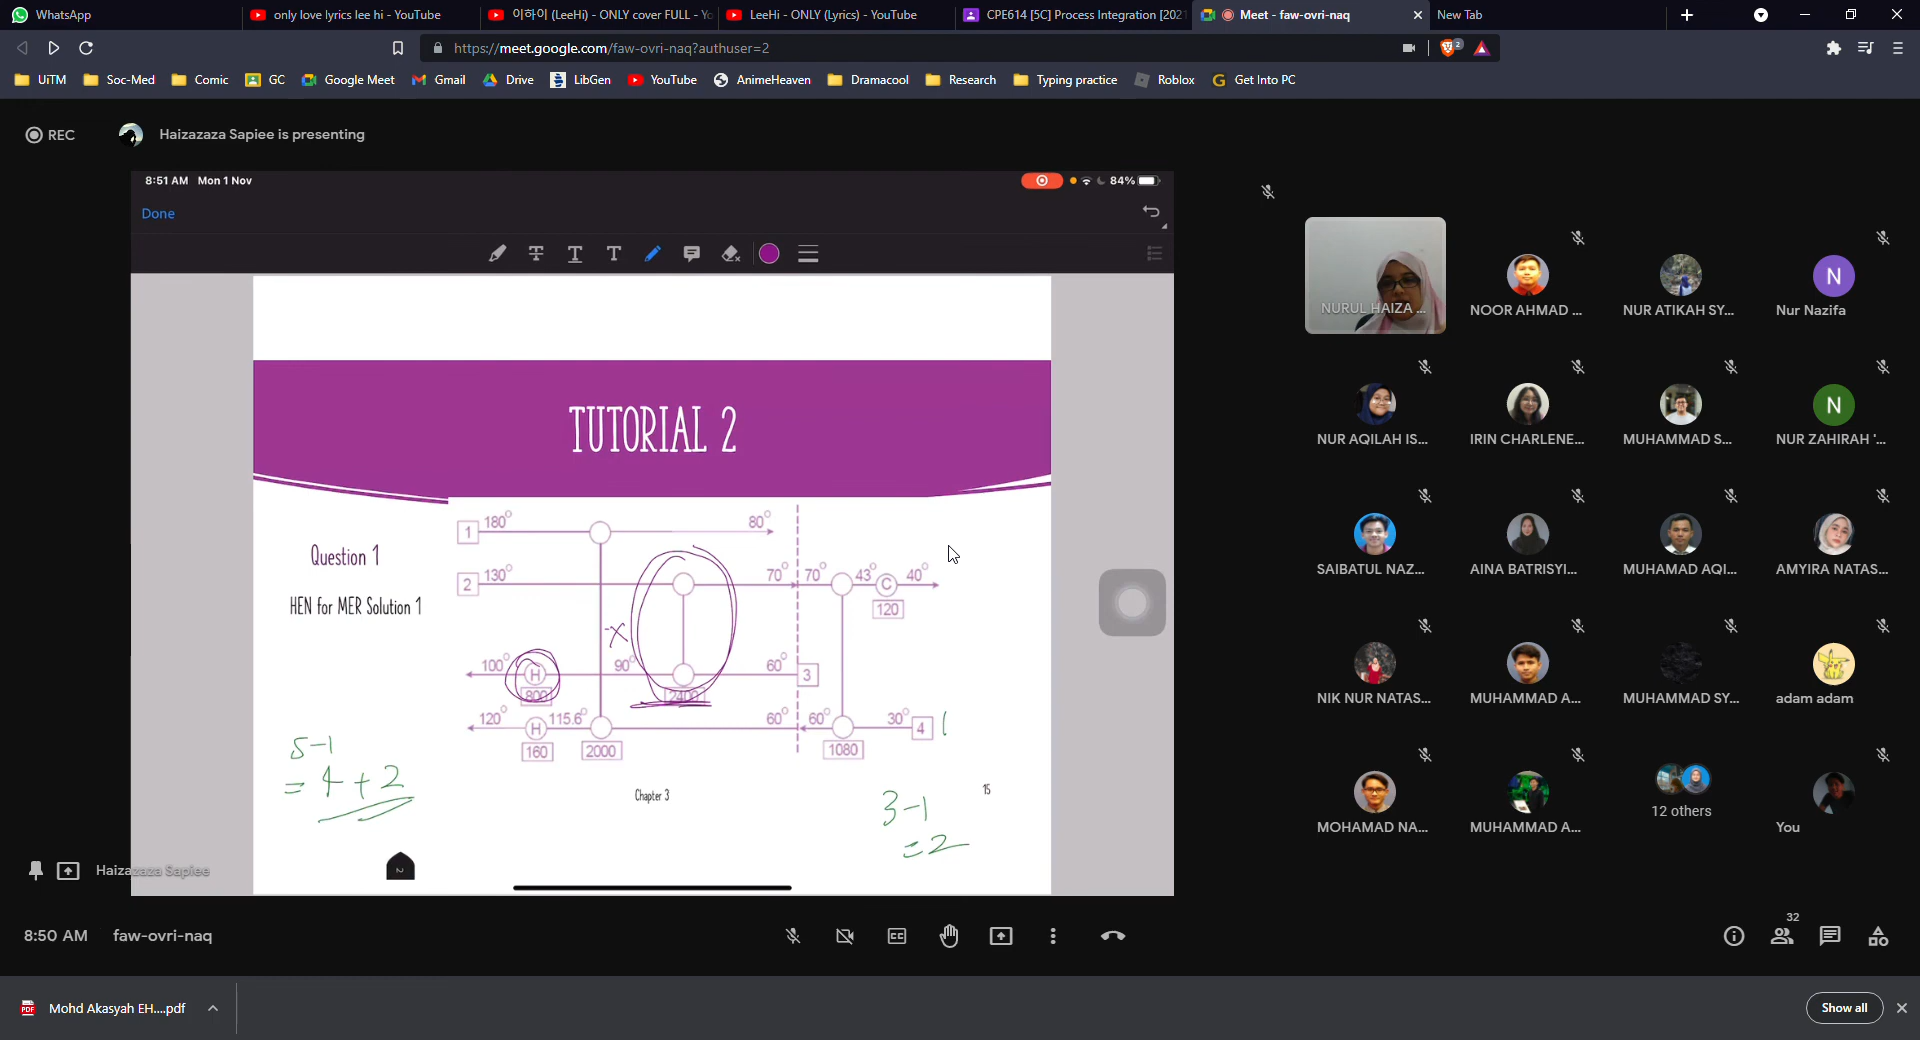 WhatsApp
only love lyrics lee hi - YouTube
이하이 (LeeHi) - ONLY cover FULL - Yo
LeeHi - ONLY (Lyrics) - YouTube
CPE614 [5C] Process Integration [2021
Meet - faw-ovri-naq
New Tab
https://meet.google.com/faw-ovri-naq?authuser=2
2
UiTM
Soc-Med
Comic
GC
Google Meet
Gmail
Drive
LibGen
YouTube
AnimeHeaven
Dramacool
Research
Typing practice
Roblox
Get Into PC
REC
Haizazaza Sapiee is presenting
8:51 AM Mon 1 Nov
84%
Done
TUTORIAL 2
Question 1
HEN for MER Solution 1
1 180° 80°
2 130° 70° 70° 43° C 40°
120
x
100° H 90° 60° 3
800 2400
120° H 115.6° 60° 60° 30° 4
160 2000 1080
5-1
= 4+2
Chapter 3
15
3-1
=2
2
Haizazaza Sapiee
NURUL HAIZA ...
NOOR AHMAD ...
NUR ATIKAH SY...
N
Nur Nazifa
NUR AQILAH IS...
IRIN CHARLENE...
MUHAMMAD S...
N
NUR ZAHIRAH '...
SAIBATUL NAZ...
AINA BATRISYI...
MUHAMAD AQI...
AMYIRA NATAS...
NIK NUR NATAS...
MUHAMMAD A...
MUHAMMAD SY...
adam adam
MOHAMAD NA...
MUHAMMAD A...
12 others
You
8:50 AM faw-ovri-naq
32
PDF
Mohd Akasyah EH....pdf
Show all